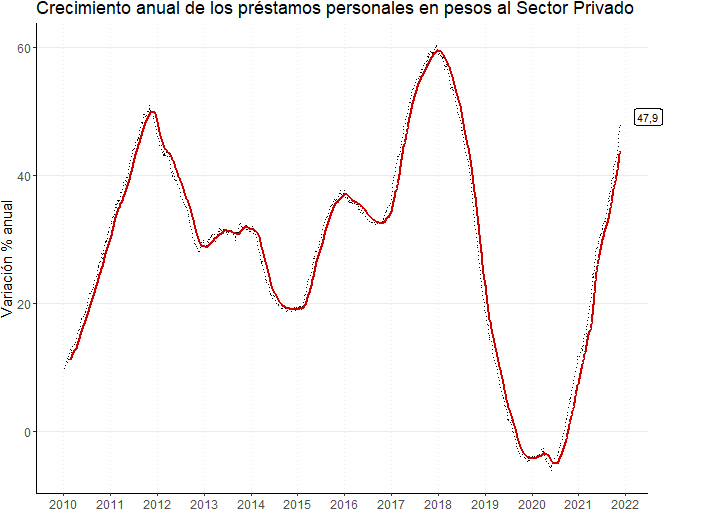 Crecimiento anual de los préstamos personales en pesos al Sector Privado
60
47,9
40
Variación % anual
20
0
2010 2011 2012 2013 2014 2015 2016 2017 2018 2019 2020 2021 2022